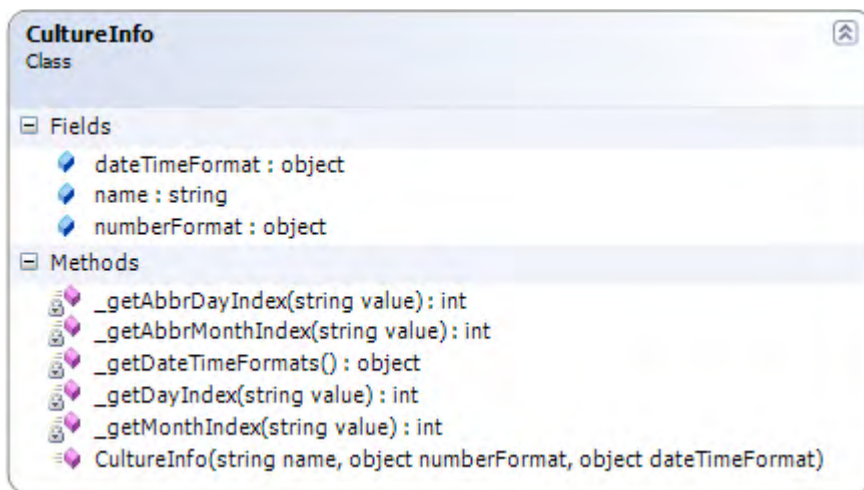 CultureInfo
Class
Fields
dateTimeFormat : object
name : string
numberFormat : object
Methods
_getAbbrDayIndex(string value) : int
_getAbbrMonthIndex(string value) : int
_getDateTimeFormats() : object
_getDayIndex(string value) : int
_getMonthIndex(string value) : int
CultureInfo(string name, object numberFormat, object dateTimeFormat)